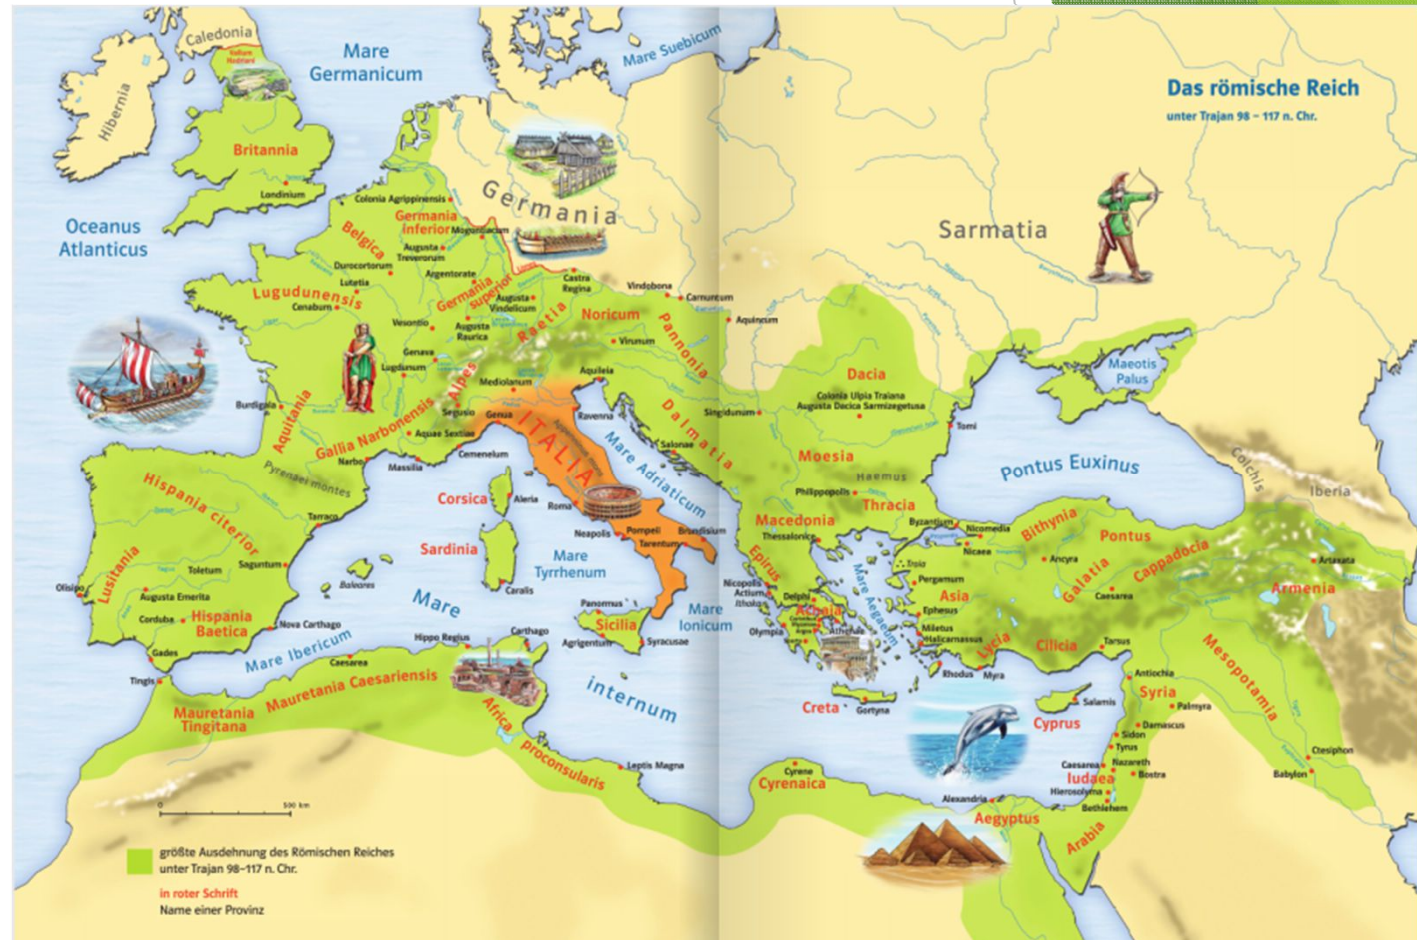 Das römische Reich
unter Trajan 98 – 117 n. Chr.
Caledonia
Vallum
Hadriani
Hibernia
Britannia
Londinium
Mare
Germanicum
Mare Suebicum
Oceanus
Atlanticus
Germania
Sarmatia
Colonia Agrippinensis
Germania
inferior
Mogontiacum
Belgica
Augusta
Treverorum
Durocortorum
Lutetia
Argentorate
Lugudunensis
Cenabum
Germania
superior
Limes
Castra
Regina
Augusta
Vindelicum
Vesontio
Augusta
Raurica
Raetia
Noricum
Virunum
Vindobona
Carnuntum
Aquincum
Pannonia
Genava
Lugdunum
Alpes
Mediolanum
Aquileia
Burdigala
Aquitania
Segusio
Genua
Ravenna
Gallia Narbonensis
Aquae Sextiae
Narbo
Massilia
Cemenelum
Pyrenaei montes
ITALIA
Mare Adriaticum
Dalmatia
Salonae
Singidunum
Dacia
Colonia Ulpia Traiana
Augusta Dacica Sarmizegetusa
Tomi
Moesia
Haemus
Philippopolis
Thracia
Maeotis
Palus
Pontus Euxinus
Colchis
Iberia
Hispania citerior
Tarraco
Lusitania
Toletum
Saguntum
Olisipo
Augusta Emerita
Corduba
Hispania
Baetica
Nova Carthago
Gades
Tingis
Baleares
Corsica
Aleria
Roma
Sardinia
Caralis
Neapolis
Pompeii
Brundisium
Tarentum
Mare
Tyrrhenum
Mare
internum
Mare Ibericum
Panormus
Sicilia
Agrigentum
Syracusae
Mare
Ionicum
Macedonia
Thessalonice
Epirus
Nicopolis
Actium
Ithaka
Delphi
Achaia
Olympia
Athenae
Mare Aegaeum
Byzantium
Nicomedia
Nicaea
Bithynia
Pontus
Ancyra
Galatia
Cappadocia
Caesarea
Artaxata
Armenia
Troia
Pergamum
Asia
Ephesus
Miletus
Halicarnassus
Lycia
Rhodus
Myra
Cilicia
Tarsus
Creta
Gortyna
Cyprus
Salamis
Antiochia
Syria
Palmyra
Damascus
Sidon
Tyrus
Caesarea
Nazareth
Iudaea
Bostra
Hierosolyma
Bethlehem
Mesopotamia
Ctesiphon
Babylon
Arabia
Alexandria
Aegyptus
Cyrene
Cyrenaica
Hippo Regius
Carthago
Caesarea
Mauretania Caesariensis
Mauretania
Tingitana
Africa
proconsularis
Leptis Magna
0 500 km
größte Ausdehnung des Römischen Reiches
unter Trajan 98–117 n. Chr.
in roter Schrift
Name einer Provinz